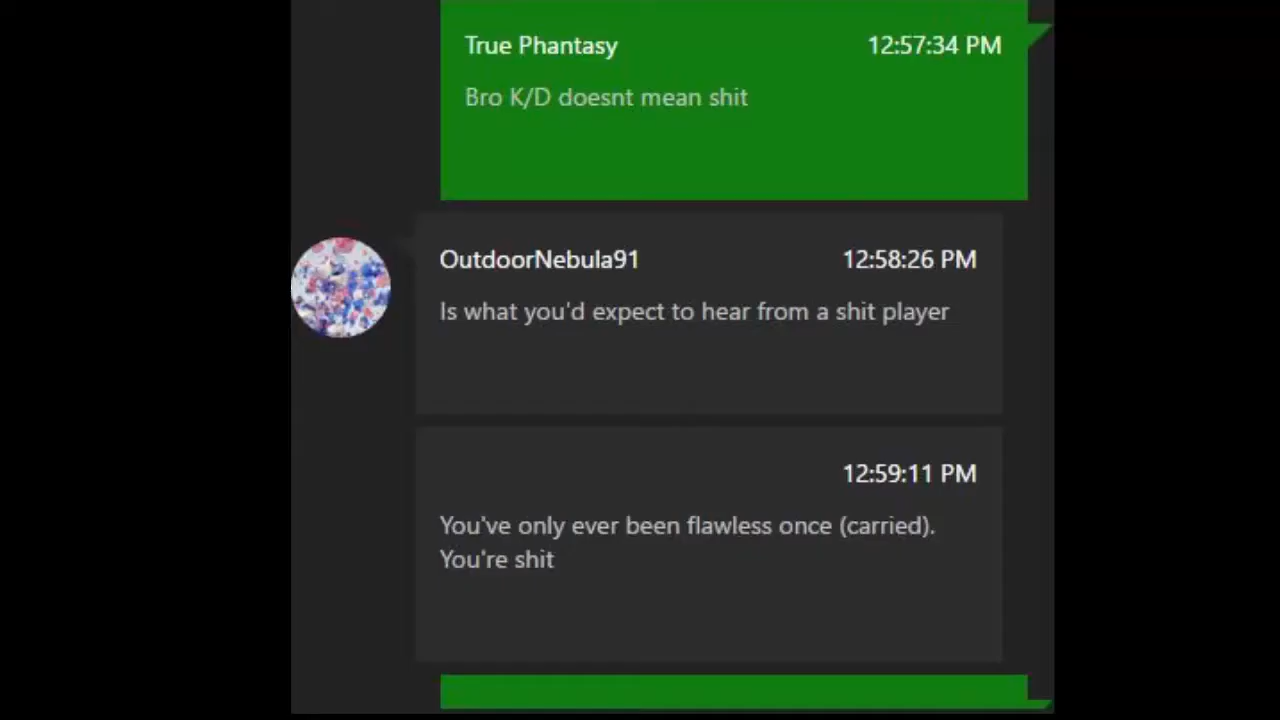 True Phantasy 12:57:34 PM
Bro K/D doesnt mean shit
OutdoorNebula91 12:58:26 PM
Is what you'd expect to hear from a shit player
12:59:11 PM
You've only ever been flawless once (carried).
You're shit